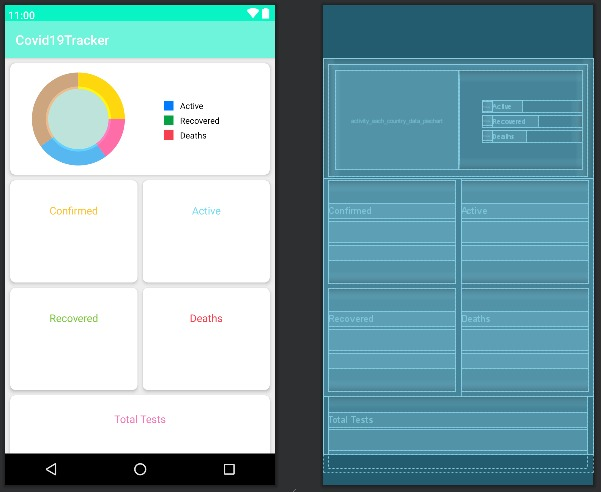 11:00
Covid19Tracker
Active
Recovered
Deaths
Confirmed
Active
Recovered
Deaths
Total Tests
activity_each_country_data_piechart
Active
Recovered
Deaths
Confirmed
Active
Recovered
Deaths
Total Tests